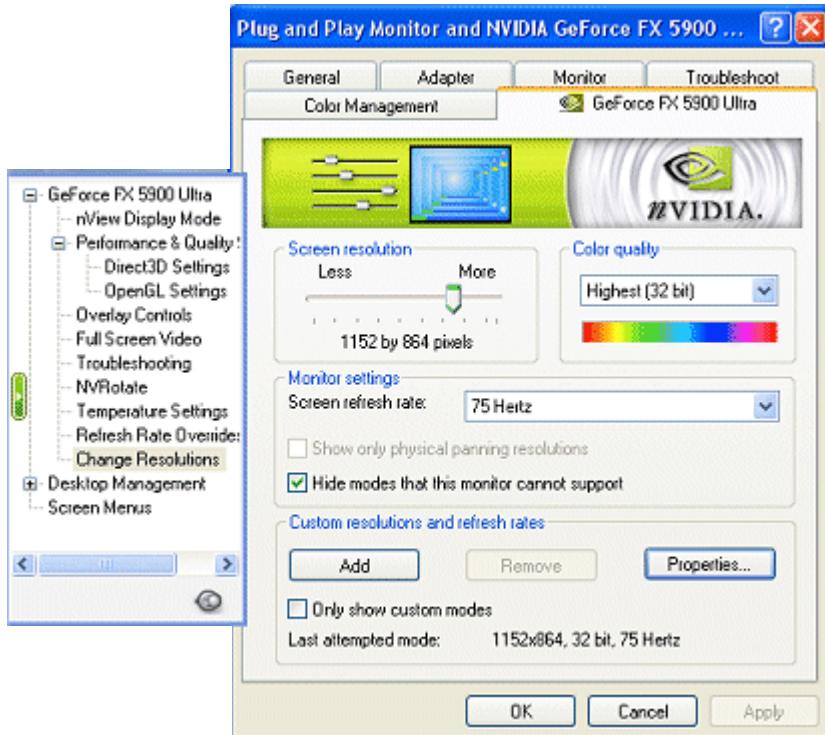 Plug and Play Monitor and NVIDIA GeForce FX 5900 ...
General Adapter Monitor Troubleshoot
Color Management GeForce FX 5900 Ultra
nVIDIA.
GeForce FX 5900 Ultra
nView Display Mode
Performance & Quality S
Direct3D Settings
OpenGL Settings
Overlay Controls
Full Screen Video
Troubleshooting
NVRotate
Temperature Settings
Refresh Rate Overrides
Change Resolutions
Desktop Management
Screen Menus
Screen resolution
Less More
1152 by 864 pixels
Color quality
Highest (32 bit)
Monitor settings
Screen refresh rate: 75 Hertz
Show only physical panning resolutions
Hide modes that this monitor cannot support
Custom resolutions and refresh rates
Add Remove Properties...
Only show custom modes
Last attempted mode: 1152x864, 32 bit, 75 Hertz
OK Cancel Apply